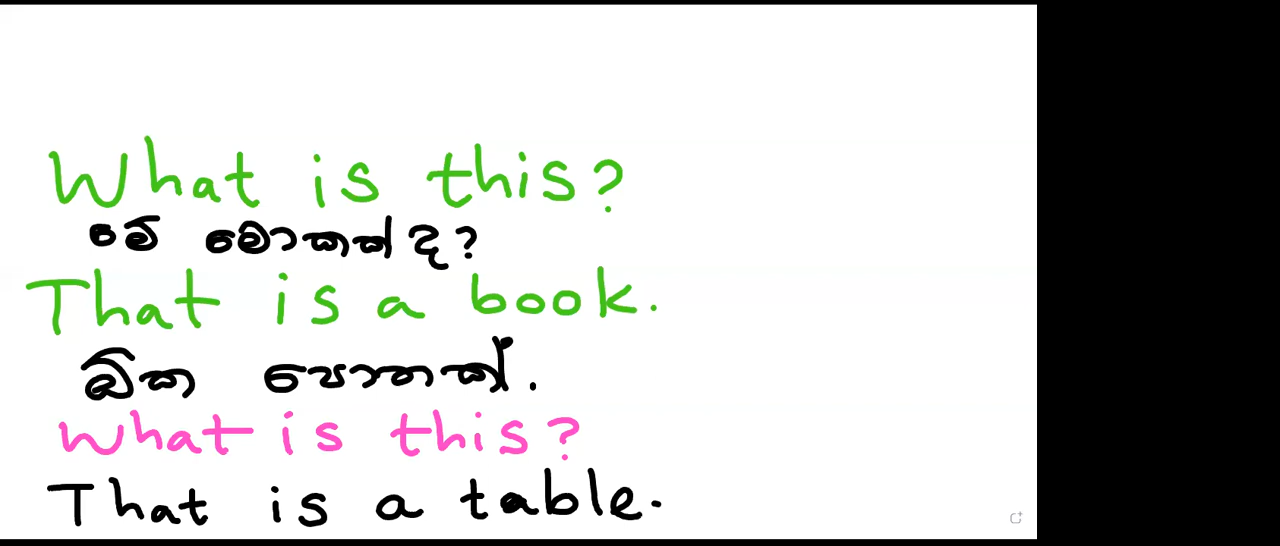 What is this?
මේ මොකක් ද?
That is a book.
ඕක පොතක්.
What is this?
That is a table.